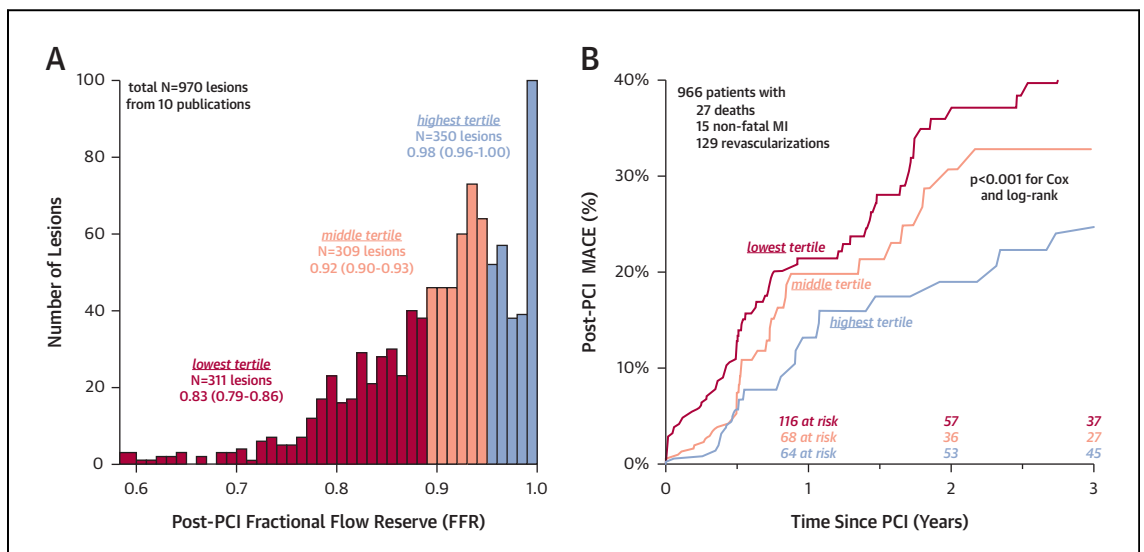 A
100
80
60
40
20
0
Number of Lesions
total N=970 lesions
from 10 publications
highest tertile
N=350 lesions
0.98 (0.96-1.00)
middle tertile
N=309 lesions
0.92 (0.90-0.93)
lowest tertile
N=311 lesions
0.83 (0.79-0.86)
0.6 0.7 0.8 0.9 1.0
Post-PCI Fractional Flow Reserve (FFR)
B
40%
30%
20%
10%
0%
Post-PCI MACE (%)
966 patients with
27 deaths
15 non-fatal MI
129 revascularizations
p<0.001 for Cox
and log-rank
lowest tertile
middle tertile
highest tertile
116 at risk 57 37
68 at risk 36 27
64 at risk 53 45
0 1 2 3
Time Since PCI (Years)